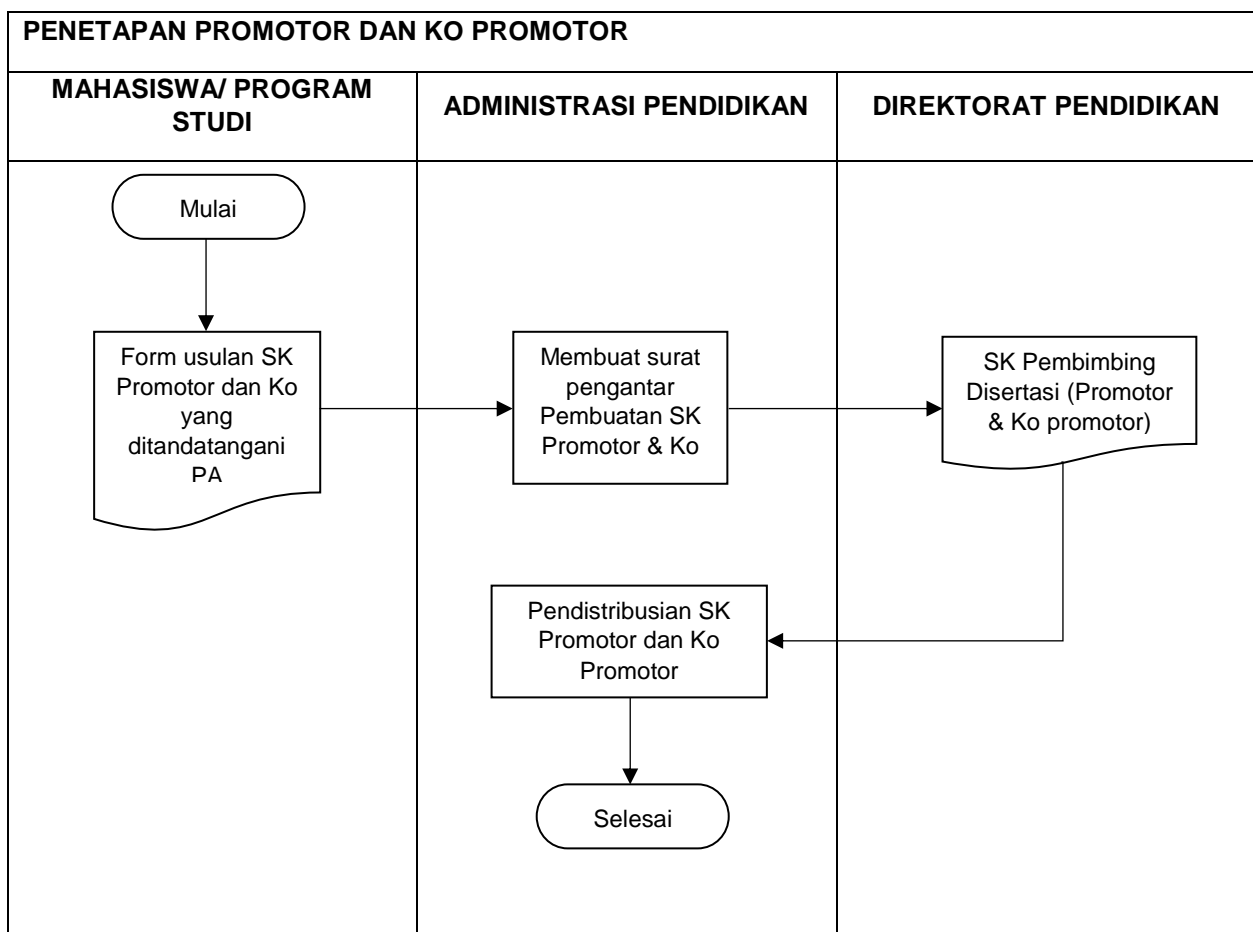 PENETAPAN PROMOTOR DAN KO PROMOTOR
MAHASISWA/ PROGRAM
STUDI
ADMINISTRASI PENDIDIKAN
DIREKTORAT PENDIDIKAN
Mulai
Form usulan SK
Promotor dan Ko
yang
ditandatangani
PA
Membuat surat
pengantar
Pembuatan SK
Promotor & Ko
SK Pembimbing
Disertasi (Promotor
& Ko promotor)
Pendistribusian SK
Promotor dan Ko
Promotor
Selesai